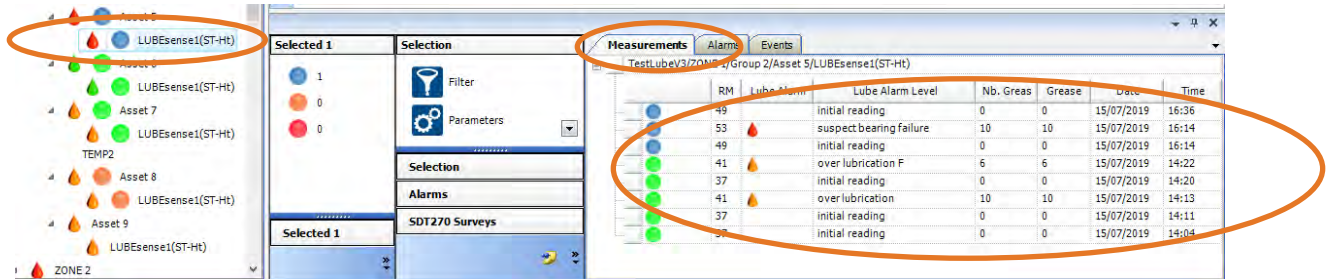 Asset 5
LUBEsense1(ST-Ht)
Asset 6
LUBEsense1(ST-Ht)
Asset 7
LUBEsense1(ST-Ht)
TEMP2
Asset 8
LUBEsense1(ST-Ht)
Asset 9
LUBEsense1(ST-Ht)
ZONE 2
Selected 1
1
0
0
Selected 1
Selection
Filter
Parameters
Selection
Alarms
SDT270 Surveys
Measurements Alarms Events
TestLubeV3/ZONE 1/Group 2/Asset 5/LUBEsense1(ST-Ht)
RM Lube Alarm Lube Alarm Level Nb. Greas Grease Date Time
49 initial reading 0 0 15/07/2019 16:36
53 suspect bearing failure 10 10 15/07/2019 16:14
49 initial reading 0 0 15/07/2019 16:14
41 over lubrication F 6 6 15/07/2019 14:22
37 initial reading 0 0 15/07/2019 14:20
41 over lubrication 10 10 15/07/2019 14:13
37 initial reading 0 0 15/07/2019 14:11
37 initial reading 0 0 15/07/2019 14:04